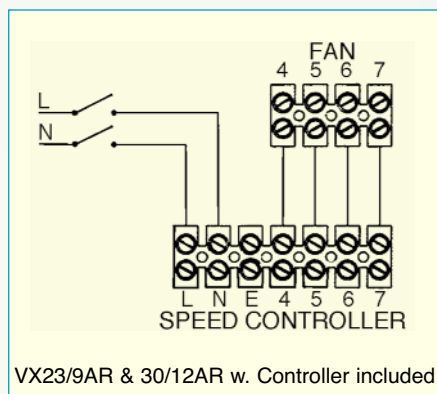 FAN
4 5 6 7
L
N
L N E 4 5 6 7
SPEED CONTROLLER
VX23/9AR & 30/12AR w. Controller included